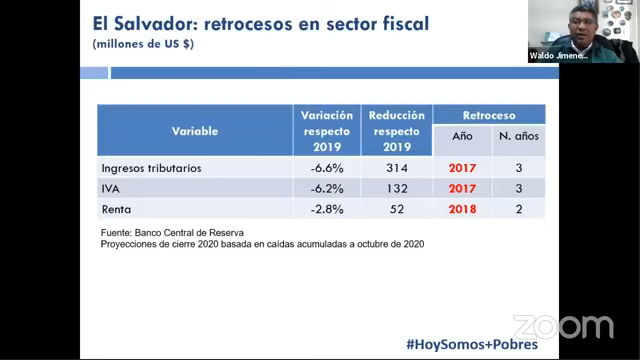 El Salvador: retrocesos en sector fiscal
(millones de US $)
Waldo Jimene...
Variable
Variación respecto 2019
Reducción respecto 2019
Retroceso
Año
N. años
Ingresos tributarios -6.6% 314 2017 3
IVA -6.2% 132 2017 3
Renta -2.8% 52 2018 2
Fuente: Banco Central de Reserva
Proyecciones de cierre 2020 basada en caídas acumuladas a octubre de 2020
zoom
#HoySomos+Pobres